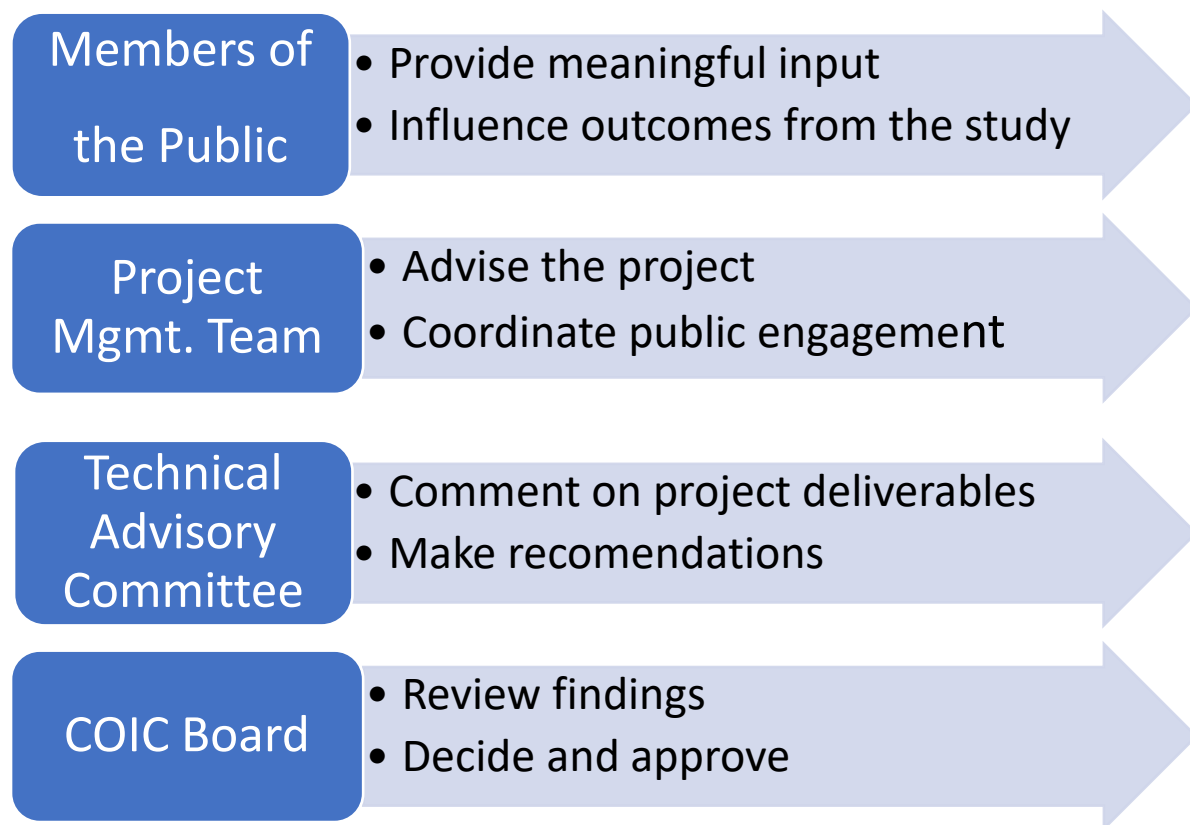 Members of
the Public
• Provide meaningful input
• Influence outcomes from the study
Project
Mgmt. Team
• Advise the project
• Coordinate public engagement
Technical
Advisory
Committee
• Comment on project deliverables
• Make recomendations
COIC Board
• Review findings
• Decide and approve